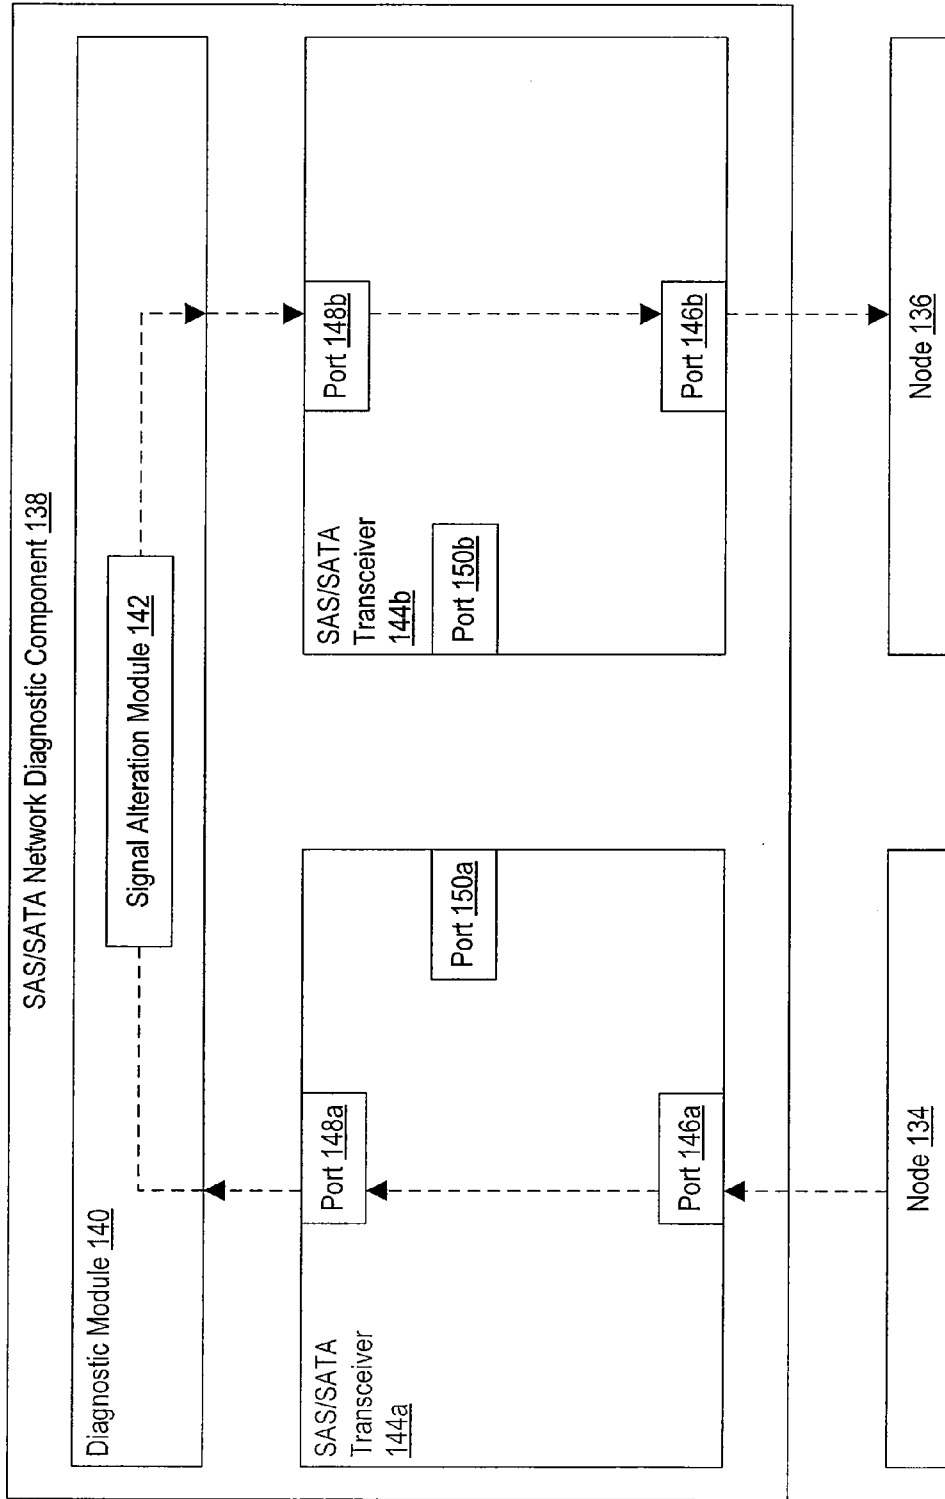 SAS/SATA Network Diagnostic Component 138
Diagnostic Module 140
Signal Alteration Module 142
SAS/SATA
Transceiver
144a
Port 148a
Port 150a
Port 146a
SAS/SATA
Transceiver
144b
Port 148b
Port 150b
Port 146b
Node 134
Node 136